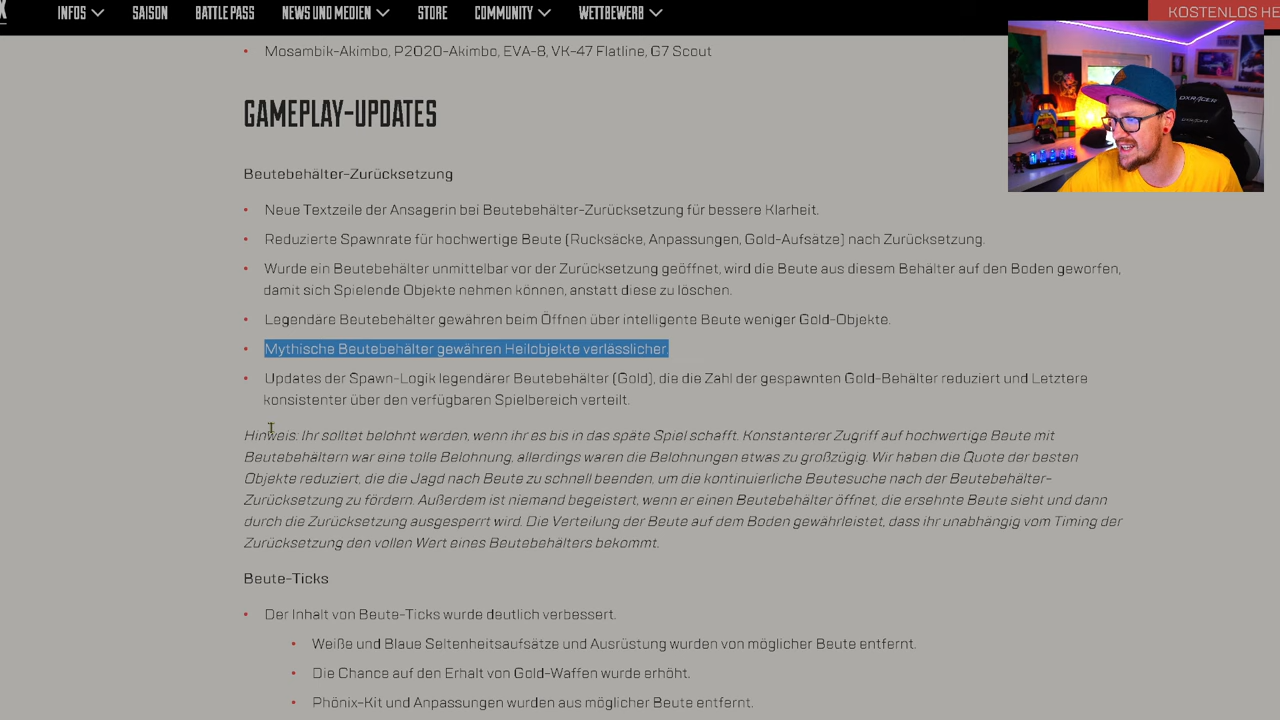 X
INFOS
SAISON
BATTLE PASS
NEWS UND MEDIEN
STORE
COMMUNITY
WETTBEWERB
KOSTENLOS HE
• Mosambik-Akimbo, P2020-Akimbo, EVA-8, VK-47 Flatline, G7 Scout
GAMEPLAY-UPDATES
Beutebehälter-Zurücksetzung
• Neue Textzeile der Ansagerin bei Beutebehälter-Zurücksetzung für bessere Klarheit.
• Reduzierte Spawnrate für hochwertige Beute (Rucksäcke, Anpassungen, Gold-Aufsätze) nach Zurücksetzung.
• Wurde ein Beutebehälter unmittelbar vor der Zurücksetzung geöffnet, wird die Beute aus diesem Behälter auf den Boden geworfen,
damit sich Spielende Objekte nehmen können, anstatt diese zu löschen.
• Legendäre Beutebehälter gewähren beim Öffnen über intelligente Beute weniger Gold-Objekte.
• Mythische Beutebehälter gewähren Heilobjekte verlässlicher.
• Updates der Spawn-Logik legendärer Beutebehälter (Gold), die die Zahl der gespawnten Gold-Behälter reduziert und Letztere
konsistenter über den verfügbaren Spielbereich verteilt.
Hinweis: Ihr solltet belohnt werden, wenn ihr es bis in das späte Spiel schafft. Konstanterer Zugriff auf hochwertige Beute mit
Beutebehältern war eine tolle Belohnung, allerdings waren die Belohnungen etwas zu großzügig. Wir haben die Quote der besten
Objekte reduziert, die die Jagd nach Beute zu schnell beenden, um die kontinuierliche Beutesuche nach der Beutebehälter-
Zurücksetzung zu fördern. Außerdem ist niemand begeistert, wenn er einen Beutebehälter öffnet, die ersehnte Beute sieht und dann
durch die Zurücksetzung ausgesperrt wird. Die Verteilung der Beute auf dem Boden gewährleistet, dass ihr unabhängig vom Timing der
Zurücksetzung den vollen Wert eines Beutebehälters bekommt.
Beute-Ticks
• Der Inhalt von Beute-Ticks wurde deutlich verbessert.
• Weiße und Blaue Seltenheitsaufsätze und Ausrüstung wurden von möglicher Beute entfernt.
• Die Chance auf den Erhalt von Gold-Waffen wurde erhöht.
• Phönix-Kit und Anpassungen wurden aus möglicher Beute entfernt.
DXRACER